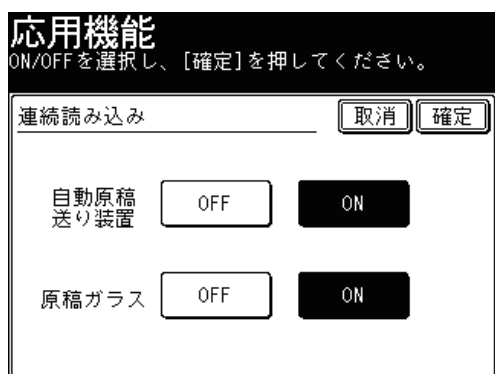 応用機能
ON/OFFを選択し、[確定]を押してください。
連続読み込み 取消 確定
自動原稿
送り装置 OFF ON
原稿ガラス OFF ON